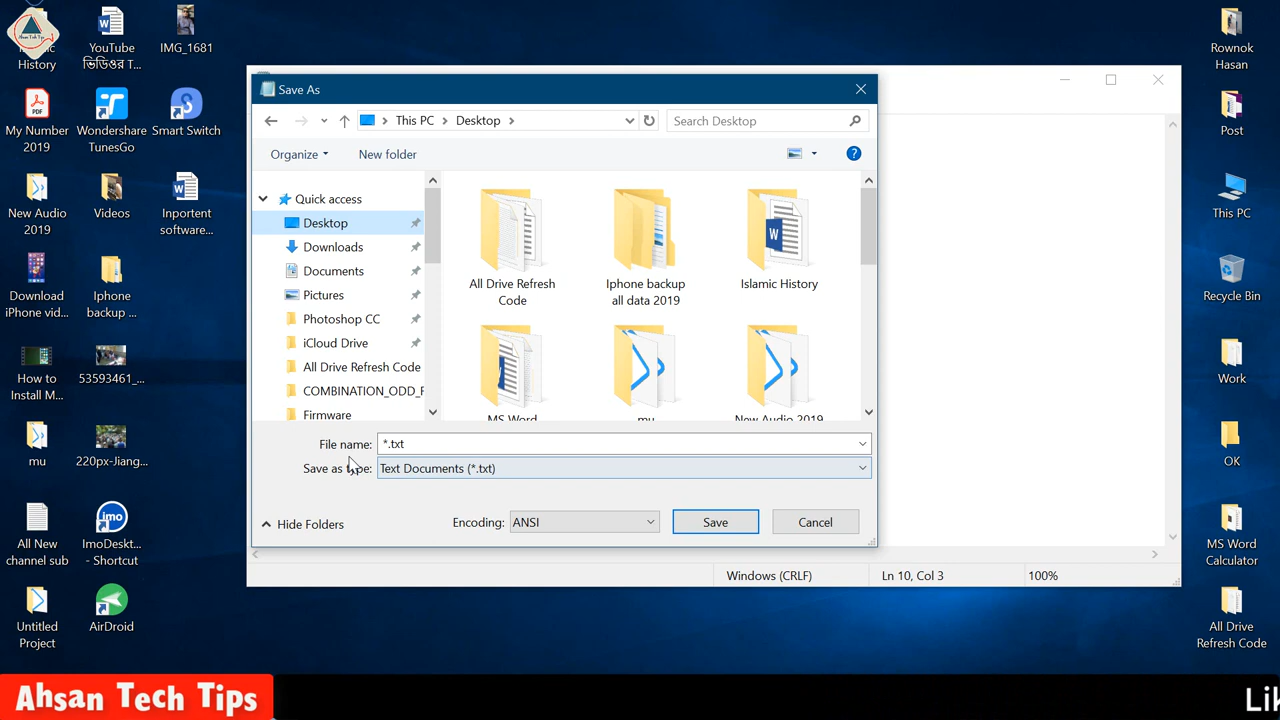 Islamic
History
YouTube
ভিডিওর T...
IMG_1681
My Number
2019
Wondershare
TunesGo
Smart Switch
New Audio
2019
Videos
Inportent
software...
Download
iPhone vid...
Iphone
backup ...
How to
Install M...
53593461_...
mu
220px-Jiang...
All New
channel sub
imo
ImoDeskt...
- Shortcut
Untitled
Project
AirDroid
Save As
This PC
Desktop
Search Desktop
Organize
New folder
Quick access
Desktop
Downloads
Documents
Pictures
Photoshop CC
iCloud Drive
All Drive Refresh Code
COMBINATION_ODD_F
Firmware
All Drive Refresh
Code
Iphone backup
all data 2019
Islamic History
MS Word
mu
New Audio 2019
File name: *.txt
Save as type: Text Documents (*.txt)
Hide Folders
Encoding: ANSI
Save
Cancel
Windows (CRLF)
Ln 10, Col 3
100%
Rownok
Hasan
Post
This PC
Recycle Bin
Work
OK
MS Word
Calculator
All Drive
Refresh Code
Ahsan Tech Tips
Lik